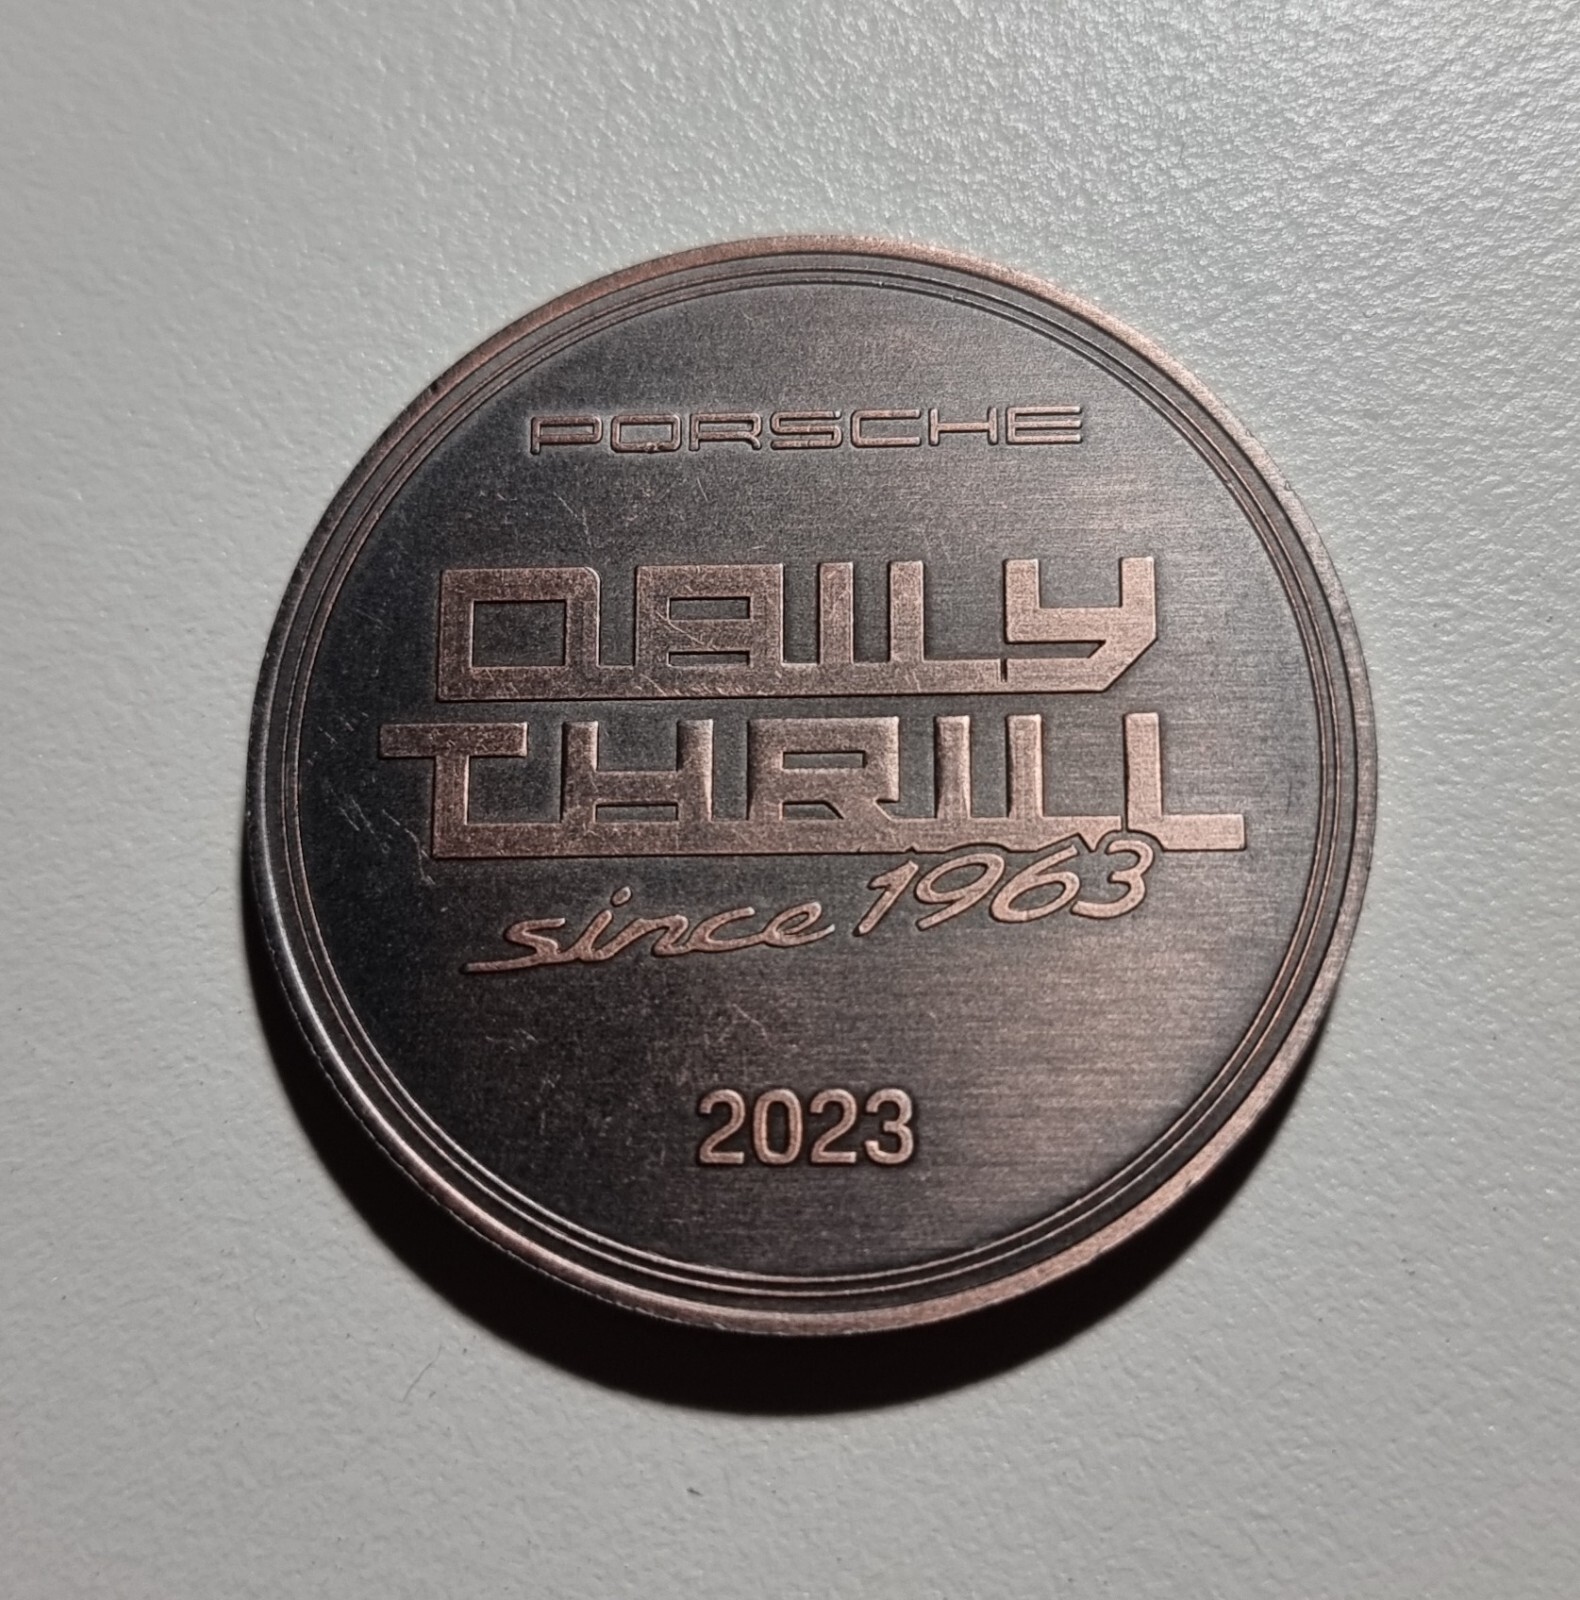 PORSCHE
DAILY
THRILL
since 1963
2023